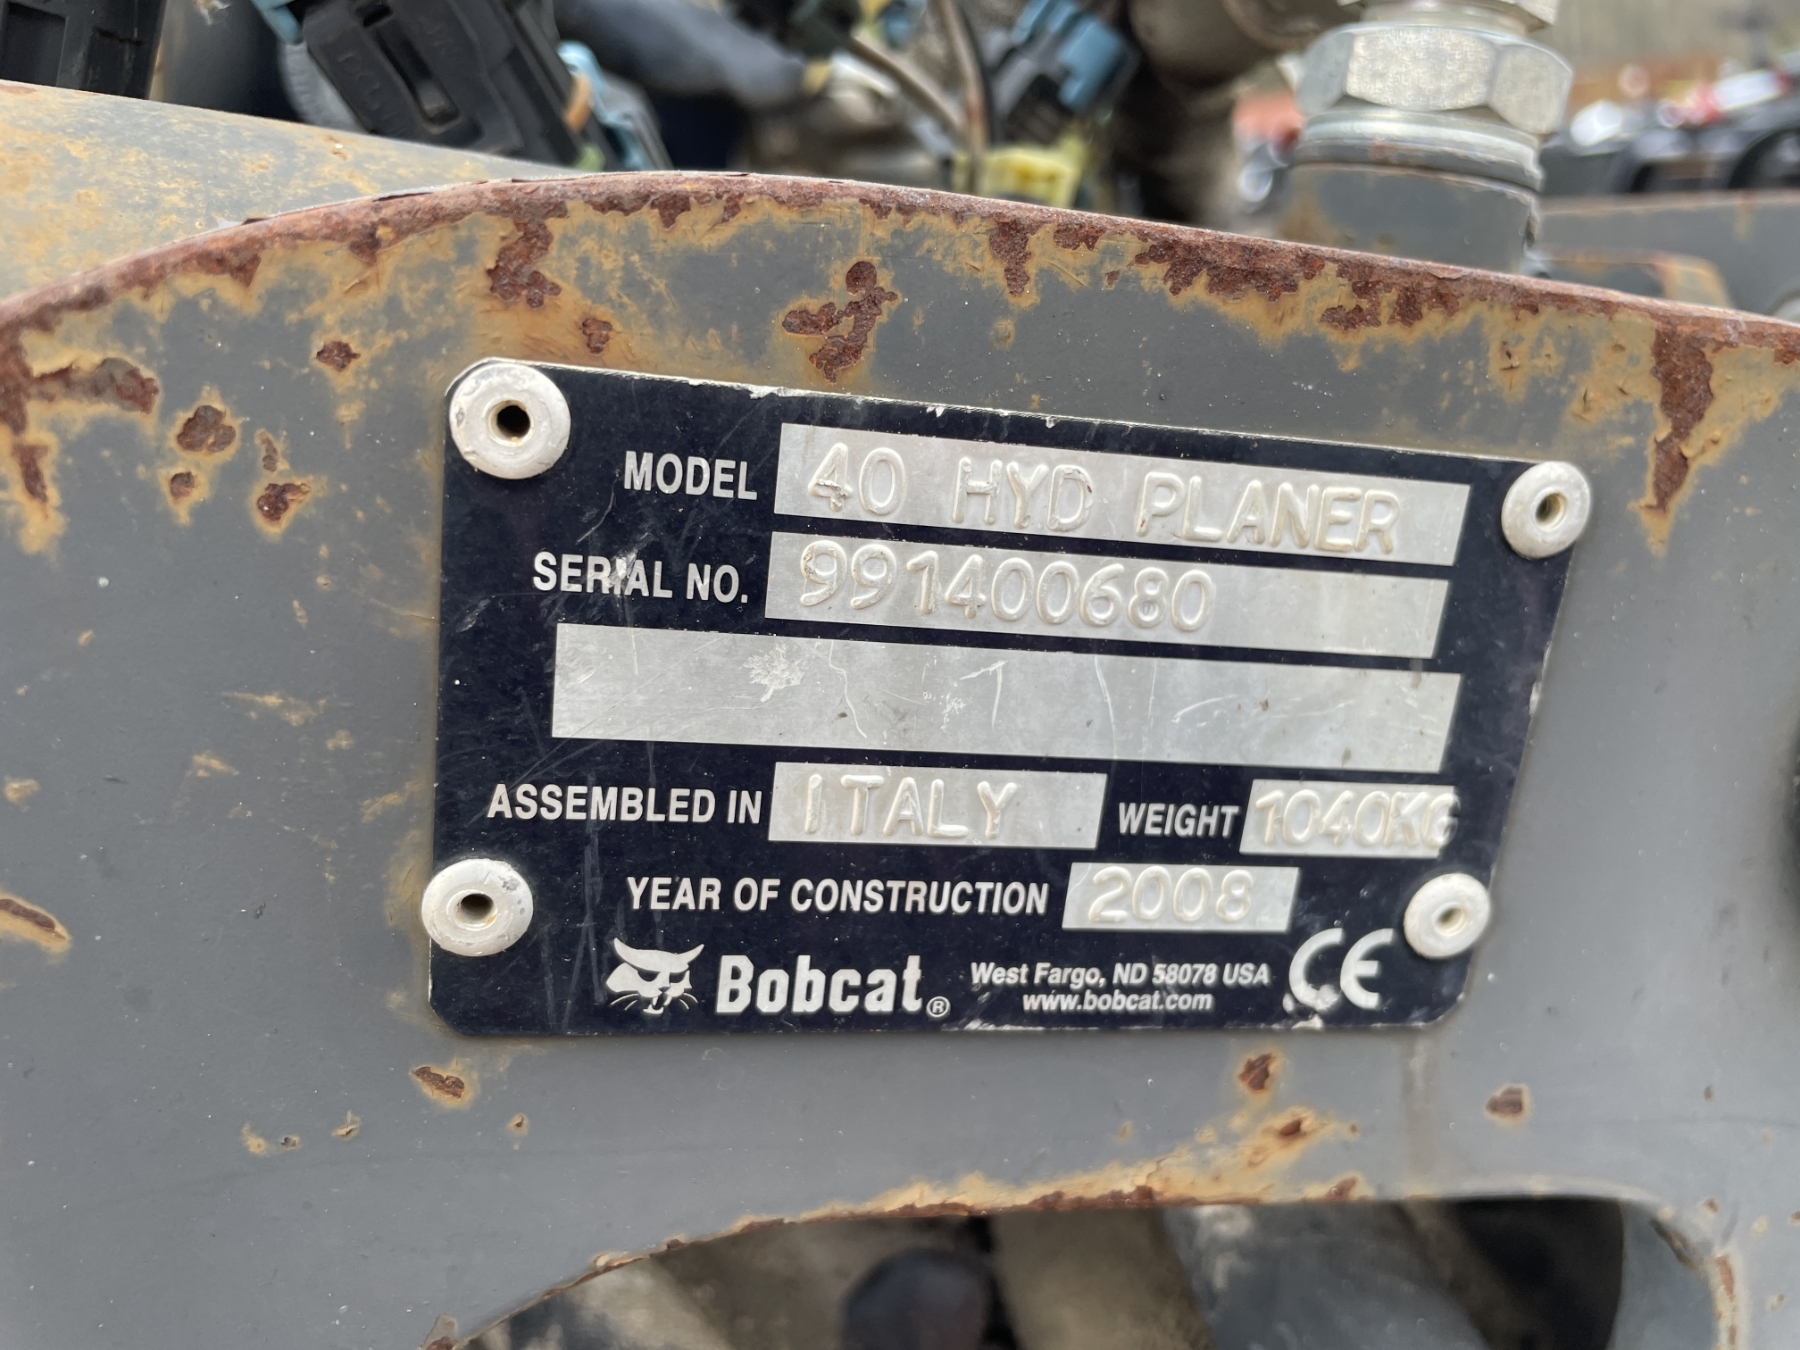 MODEL 40 HYD PLANER
SERIAL NO. 991400680
ASSEMBLED IN ITALY WEIGHT 1040KG
YEAR OF CONSTRUCTION 2008
Bobcat® West Fargo, ND 58078 USA
www.bobcat.com CE